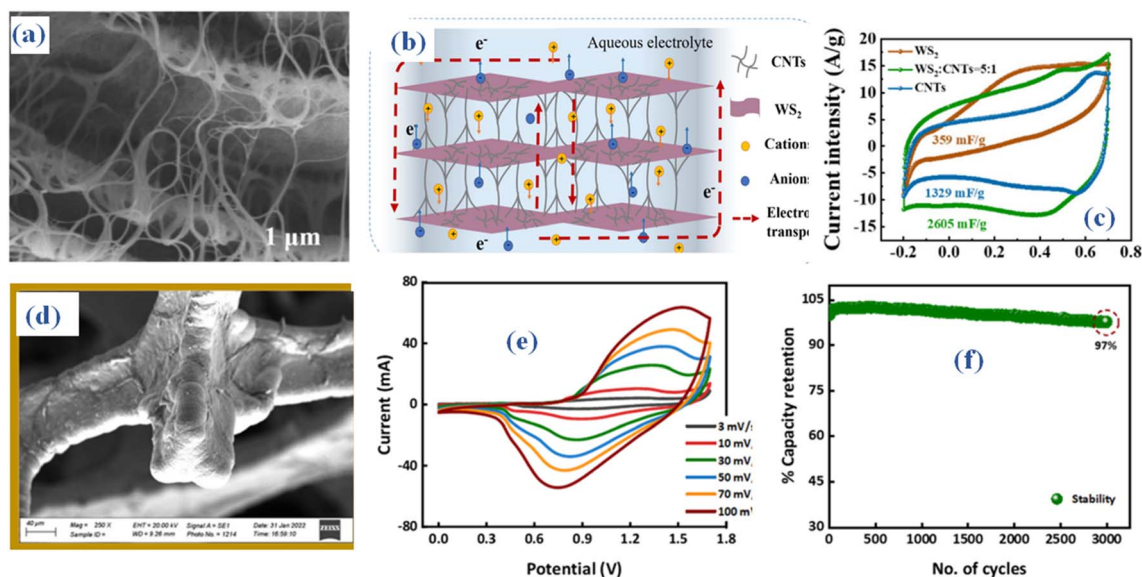 (a)
1 µm
(b)
e⁻
Aqueous electrolyte
CNTs
WS₂
Cations
Anions
e⁻
e⁻
e⁻
Electro
transpo
(c)
Current intensity (A/g)
20
15
10
5
0
-5
-10
-15
-0.2
0.0
0.2
0.4
0.6
0.8
WS₂
WS₂:CNTs=5:1
CNTs
359 mF/g
1329 mF/g
2605 mF/g
(d)
40 µm
Mag = 250 X
EHT = 20.00 kV
Signal A = SE1
Date: 31 Jan 2022
Sample ID =
WD = 9.26 mm
Photo No. = 1214
Time: 16:59:10
ZEISS
(e)
Current (mA)
80
40
0
-40
-80
0.0
0.3
0.6
0.9
1.2
1.5
1.8
Potential (V)
3 mV/s
10 mV/
30 mV/
50 mV/
70 mV/
100 mV
(f)
% Capacity retention
105
90
75
60
45
30
0
500
1000
1500
2000
2500
3000
No. of cycles
97%
Stability